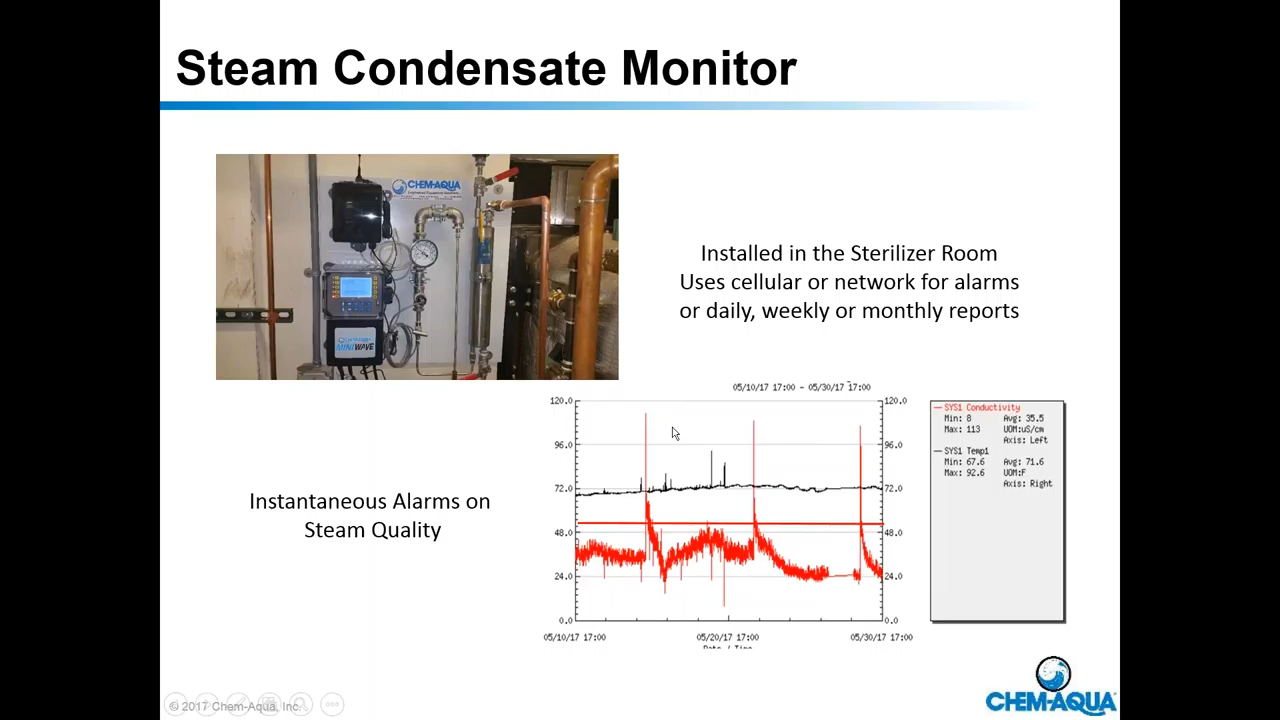 Steam Condensate Monitor
CHEM-AQUA
MINIWAVE
Installed in the Sterilizer Room
Uses cellular or network for alarms
or daily, weekly or monthly reports
Instantaneous Alarms on
Steam Quality
05/10/17 17:00 - 05/30/17 17:00
120.0 120.0
96.0 96.0
72.0 72.0
48.0 48.0
24.0 24.0
0.0 0.0
05/10/17 17:00 05/20/17 17:00 05/30/17 17:00
Date / Time
SYS1 Conductivity
Min: 8 Avg: 35.5
Max: 113 UOM:uS/cm
Axis: Left
SYS1 Temp1
Min: 67.6 Avg: 71.6
Max: 92.6 UOM:F
Axis: Right
© 2017 Chem-Aqua, Inc.
CHEM-AQUA